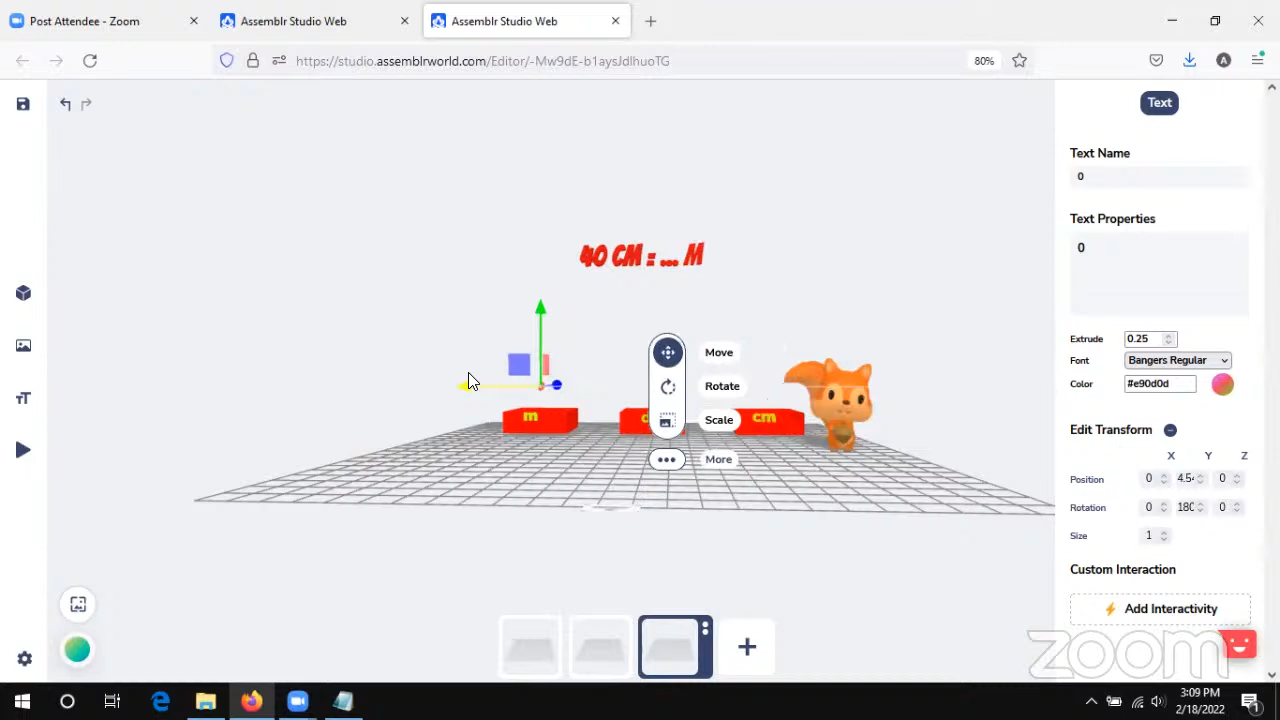 Post Attendee - Zoom
Assemblr Studio Web
Assemblr Studio Web
https://studio.assemblrworld.com/Editor/-Mw9dE-b1aysJdIhuoTG
80%
A
Text
Text Name
0
Text Properties
0
40 CM = ... M
Move
Rotate
Scale
More
m
cm
Extrude 0.25
Font Bangers Regular
Color #e90d0d
Edit Transform
X Y Z
Position 0 4.54 0
Rotation 0 180 0
Size 1
Custom Interaction
Add Interactivity
zoom
3:09 PM
2/18/2022